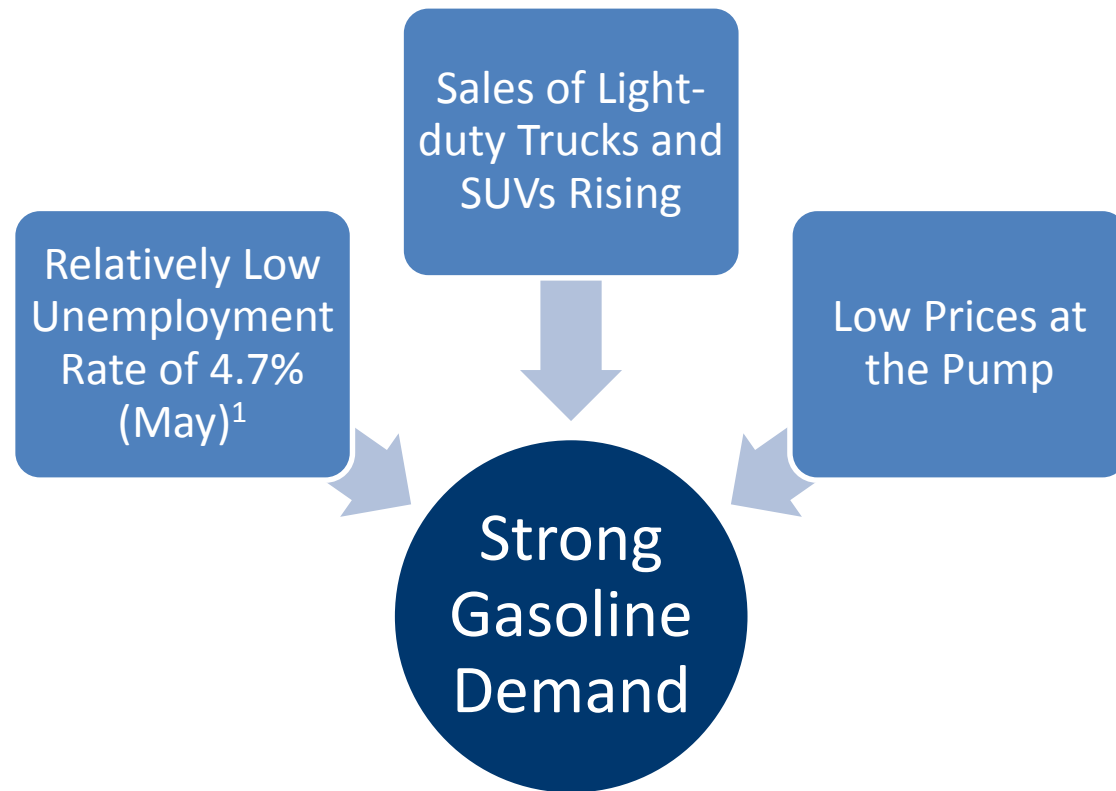 Sales of Light-
duty Trucks and
SUVs Rising
Relatively Low
Unemployment
Rate of 4.7%
(May)¹
Low Prices at
the Pump
Strong
Gasoline
Demand